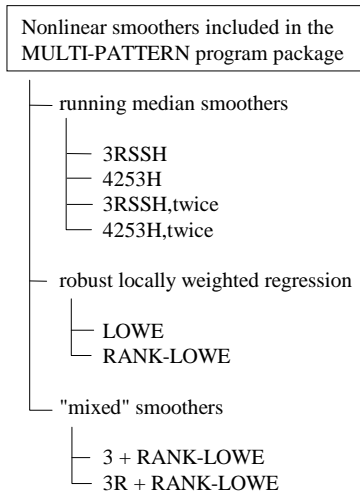 Nonlinear smoothers included in the
MULTI-PATTERN program package
running median smoothers
3RSSH
4253H
3RSSH,twice
4253H,twice
robust locally weighted regression
LOWE
RANK-LOWE
"mixed" smoothers
3 + RANK-LOWE
3R + RANK-LOWE